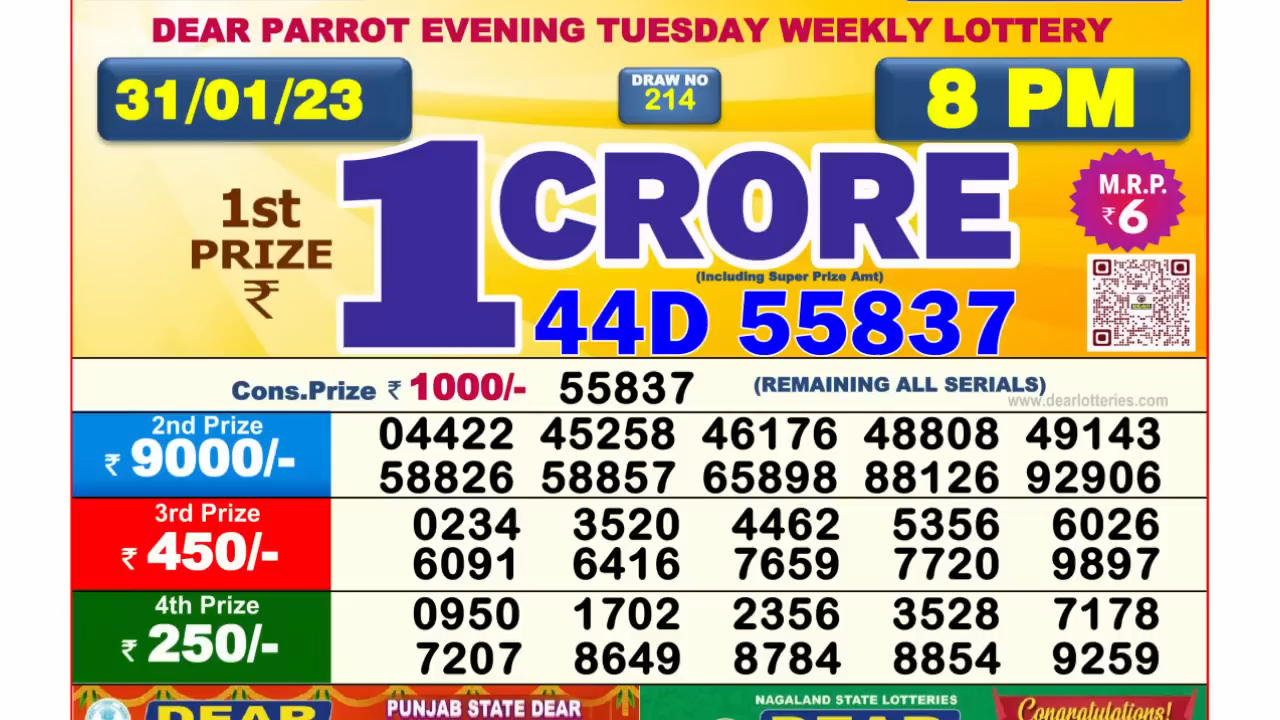 DEAR PARROT EVENING TUESDAY WEEKLY LOTTERY
31/01/23
DRAW NO
214
8 PM
1st
PRIZE
₹
1 CRORE
(Including Super Prize Amt)
44D 55837
M.R.P.
₹ 6
Cons.Prize ₹ 1000/- 55837 (REMAINING ALL SERIALS)
www.dearlotteries.com
2nd Prize
₹ 9000/-
04422 45258 46176 48808 49143
58826 58857 65898 88126 92906
3rd Prize
₹ 450/-
0234 3520 4462 5356 6026
6091 6416 7659 7720 9897
4th Prize
₹ 250/-
0950 1702 2356 3528 7178
7207 8649 8784 8854 9259
DEAR
PUNJAB STATE DEAR
NAGALAND STATE LOTTERIES
DEAR
Congratulations!